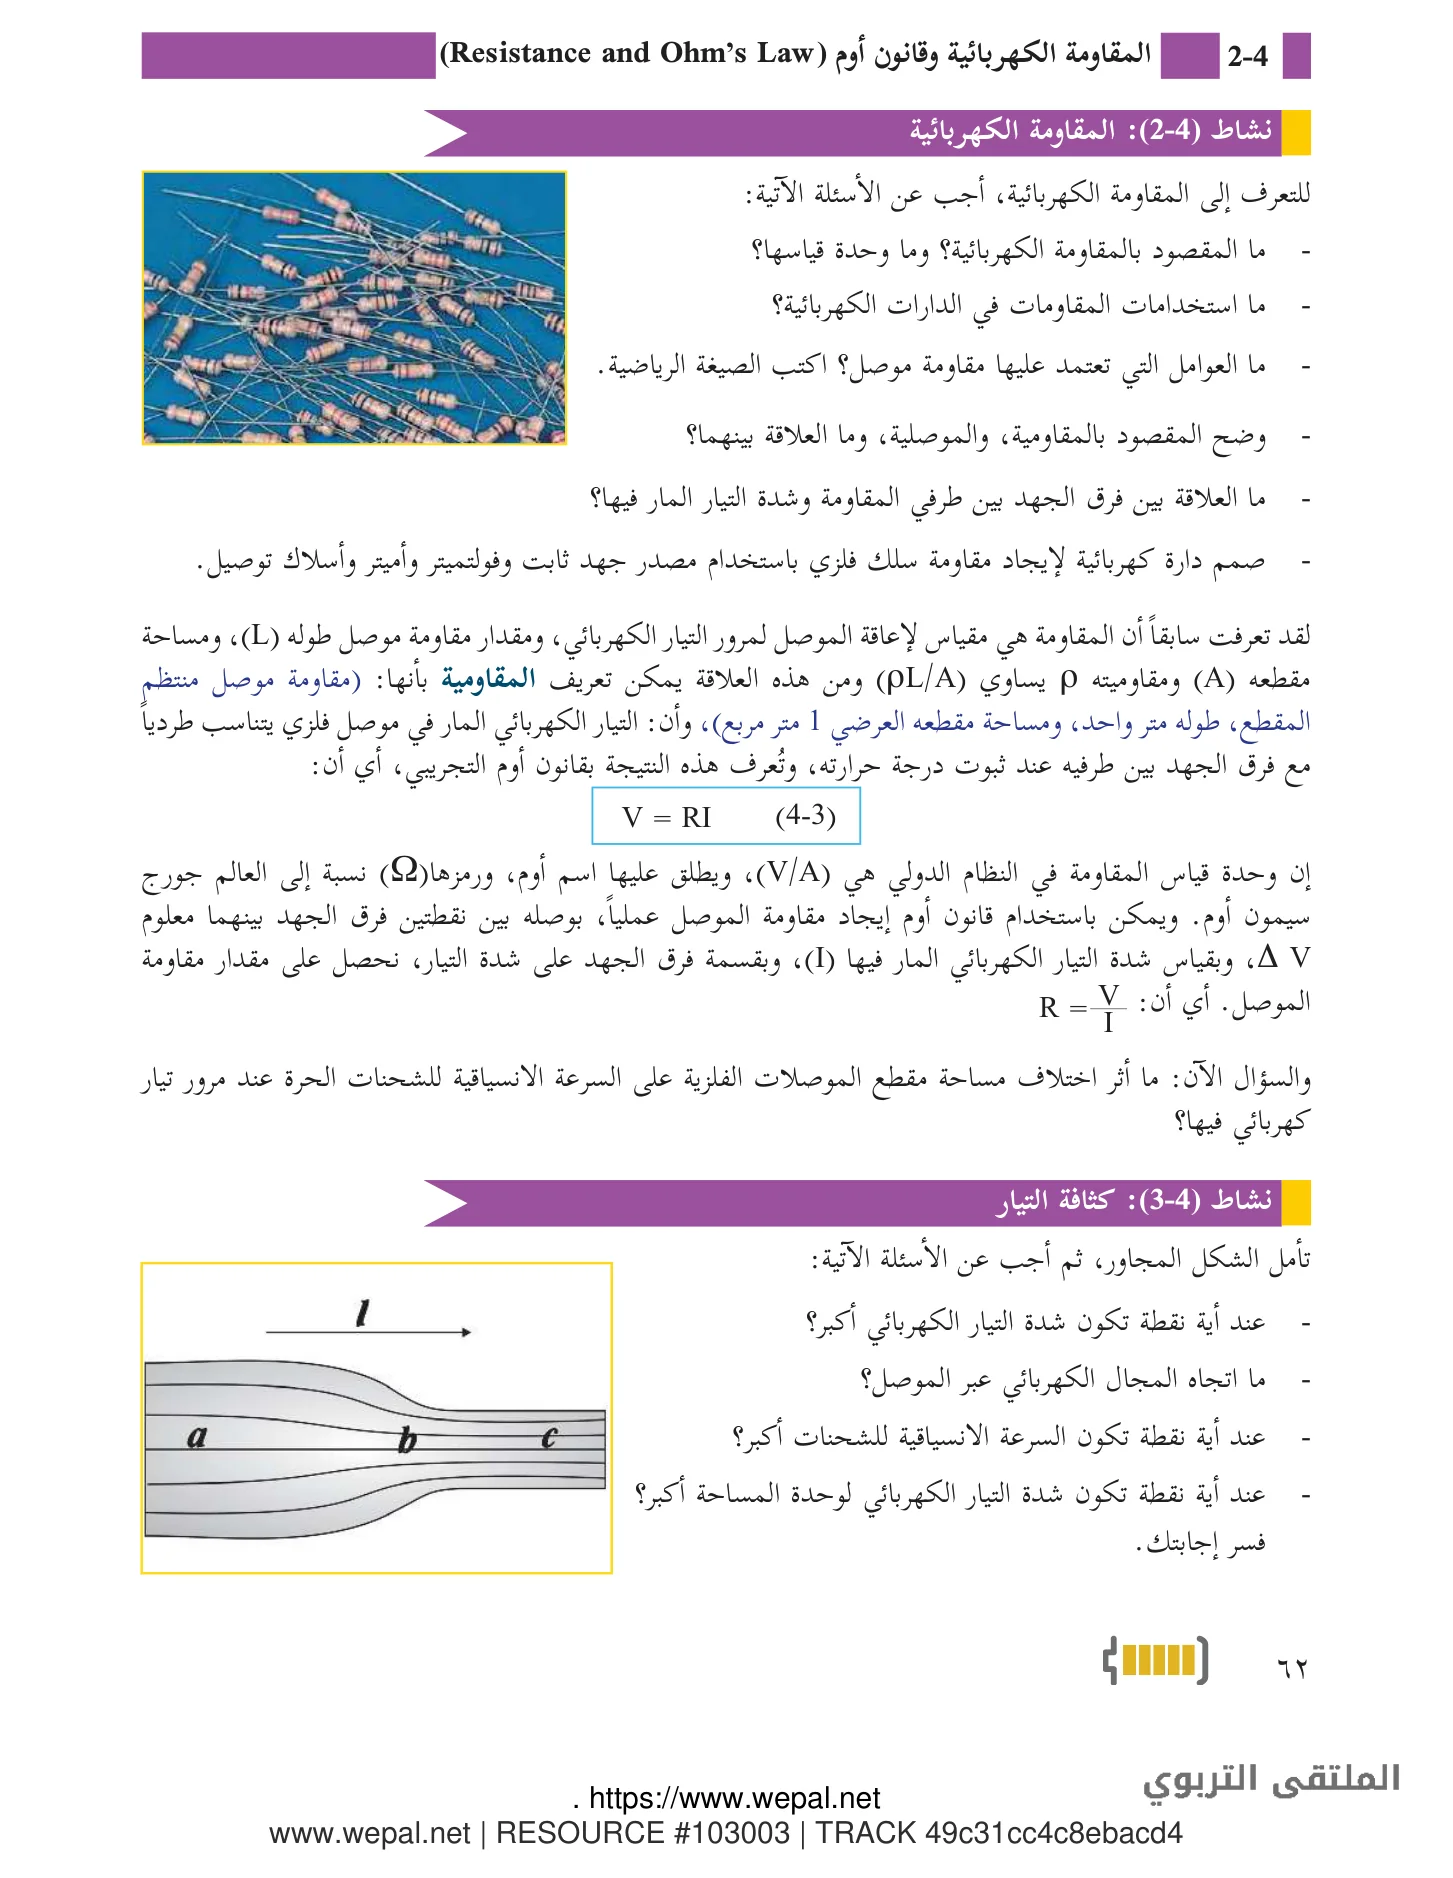 2-4 المقاومة الكهربائية وقانون أوم (Resistance and Ohm’s Law)
نشاط (4-2): المقاومة الكهربائية
للتعرف إلى المقاومة الكهربائية، أجب عن الأسئلة الآتية:
- ما المقصود بالمقاومة الكهربائية؟ وما وحدة قياسها؟
- ما استخدامات المقاومات في الدارات الكهربائية؟
- ما العوامل التي تعتمد عليها مقاومة موصل؟ اكتب الصيغة الرياضية.
- وضح المقصود بالمقاومية، والموصلية، وما العلاقة بينهما؟
- ما العلاقة بين فرق الجهد بين طرفي المقاومة وشدة التيار المار فيها؟
- صمم دارة كهربائية لإيجاد مقاومة سلك فلزي باستخدام مصدر جهد ثابت وفولتميتر وأميتر وأسلاك توصيل.
لقد تعرفت سابقاً أن المقاومة هي مقياس لإعاقة الموصل لمرور التيار الكهربائي، ومقدار مقاومة موصل طوله (L)، ومساحة
مقطعه (A) ومقاوميته ρ يساوي (ρL/A) ومن هذه العلاقة يمكن تعريف المقاومية بأنها: (مقاومة موصل منتظم
المقطع، طوله متر واحد، ومساحة مقطعه العرضي 1 متر مربع)، وأن: التيار الكهربائي المار في موصل فلزي يتناسب طردياً
مع فرق الجهد بين طرفيه عند ثبوت درجة حرارته، وتُعرف هذه النتيجة بقانون أوم التجريبي، أي أن:
V = RI (4-3)
إن وحدة قياس المقاومة في النظام الدولي هي (V/A)، ويطلق عليها اسم أوم، ورمزها(Ω) نسبة إلى العالم جورج
سيمون أوم. ويمكن باستخدام قانون أوم إيجاد مقاومة الموصل عملياً، بوصله بين نقطتين فرق الجهد بينهما معلوم
Δ V، وبقياس شدة التيار الكهربائي المار فيها (I)، وبقسمة فرق الجهد على شدة التيار، نحصل على مقدار مقاومة
الموصل. أي أن: R = V/I
والسؤال الآن: ما أثر اختلاف مساحة مقطع الموصلات الفلزية على السرعة الانسياقية للشحنات الحرة عند مرور تيار
كهربائي فيها؟
نشاط (4-3): كثافة التيار
تأمل الشكل المجاور، ثم أجب عن الأسئلة الآتية:
- عند أية نقطة تكون شدة التيار الكهربائي أكبر؟
- ما اتجاه المجال الكهربائي عبر الموصل؟
- عند أية نقطة تكون السرعة الانسياقية للشحنات أكبر؟
- عند أية نقطة تكون شدة التيار الكهربائي لوحدة المساحة أكبر؟
فسر إجابتك.
l
a b c
٦٢
الملتقى التربوي
. https://www.wepal.net
www.wepal.net | RESOURCE #103003 | TRACK 49c31cc4c8ebacd4